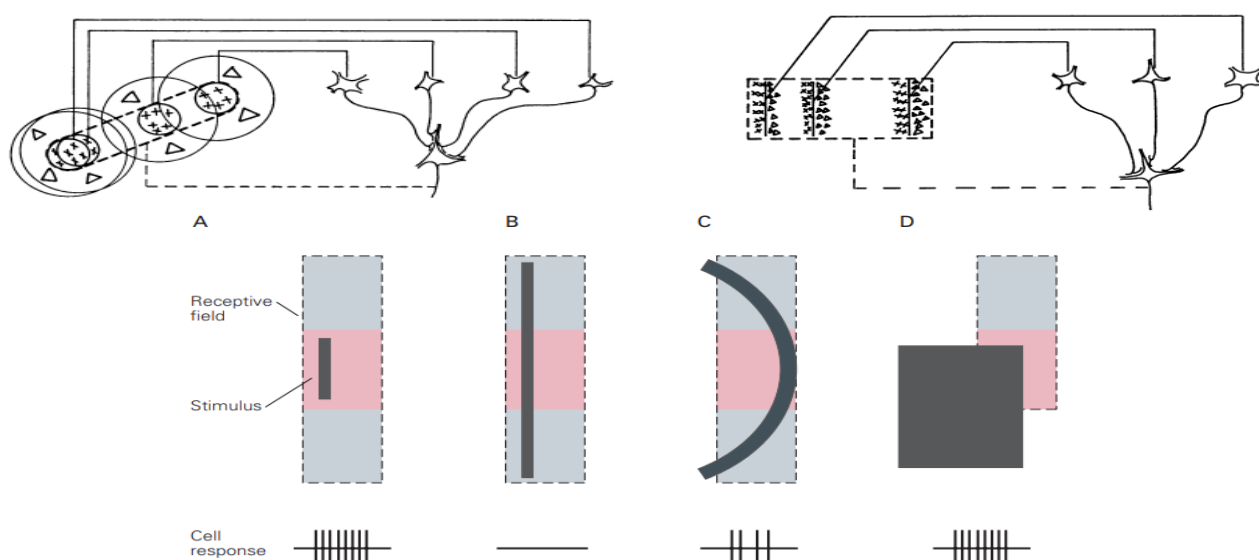 A B C D
Receptive
field
Stimulus
Cell
response